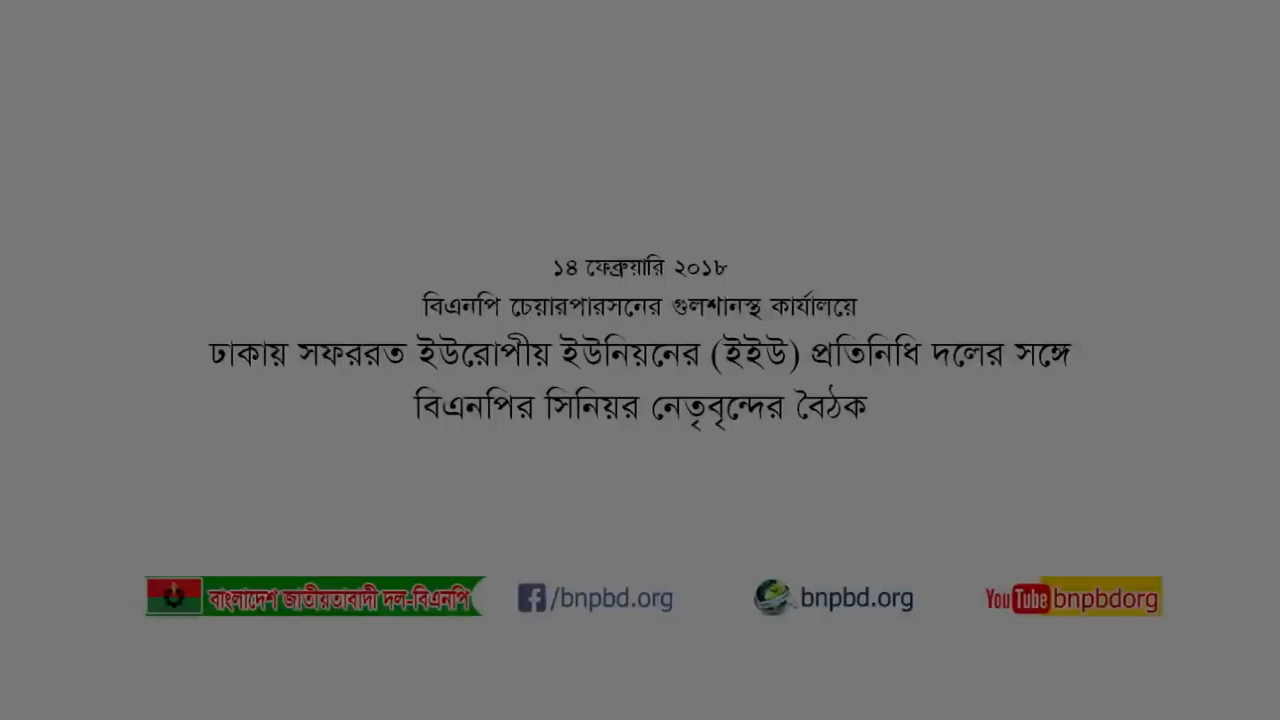 ১৪ ফেব্রুয়ারি ২০১৮
বিএনপি চেয়ারপারসনের গুলশানস্থ কার্যালয়ে
ঢাকায় সফররত ইউরোপীয় ইউনিয়নের (ইইউ) প্রতিনিধি দলের সঙ্গে
বিএনপির সিনিয়র নেতৃবৃন্দের বৈঠক
বাংলাদেশ জাতীয়তাবাদী দল-বিএনপি f/bnpbd.org bnpbd.org YouTube bnpbdorg